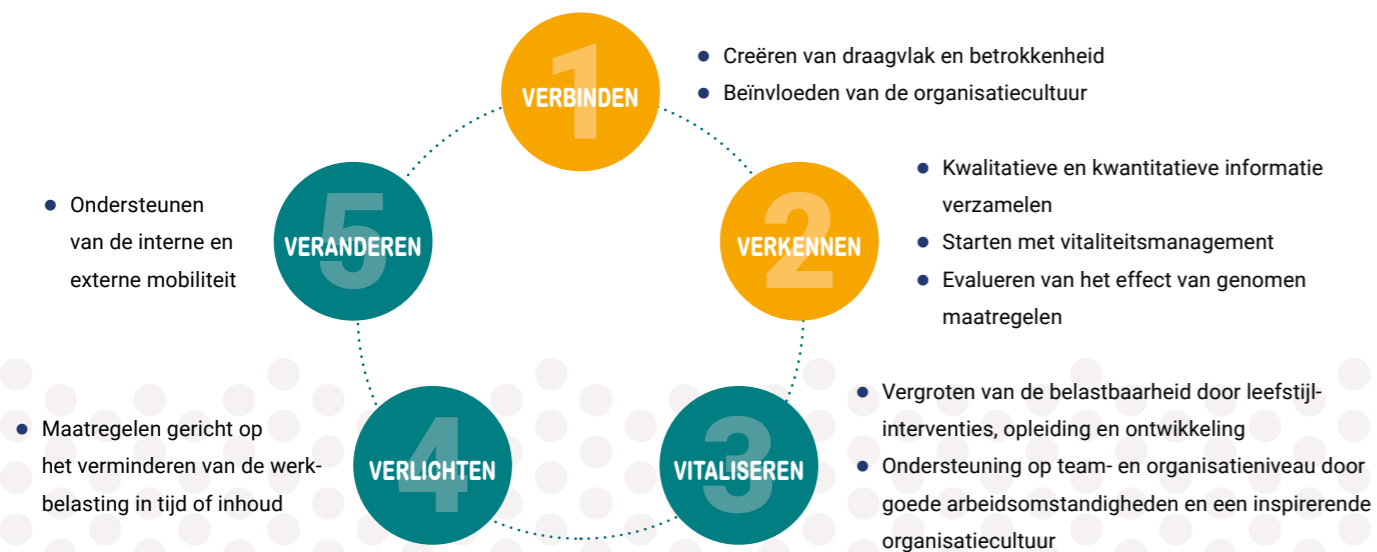 1
VERBINDEN
• Creëren van draagvlak en betrokkenheid
• Beïnvloeden van de organisatiecultuur
2
VERKENNEN
• Kwalitatieve en kwantitatieve informatie
verzamelen
• Starten met vitaliteitsmanagement
• Evalueren van het effect van genomen
maatregelen
3
VITALISEREN
• Vergroten van de belastbaarheid door leefstijl-
interventies, opleiding en ontwikkeling
• Ondersteuning op team- en organisatieniveau door
goede arbeidsomstandigheden en een inspirerende
organisatiecultuur
4
VERLICHTEN
• Maatregelen gericht op
het verminderen van de werk-
belasting in tijd of inhoud
5
VERANDEREN
• Ondersteunen
van de interne en
externe mobiliteit